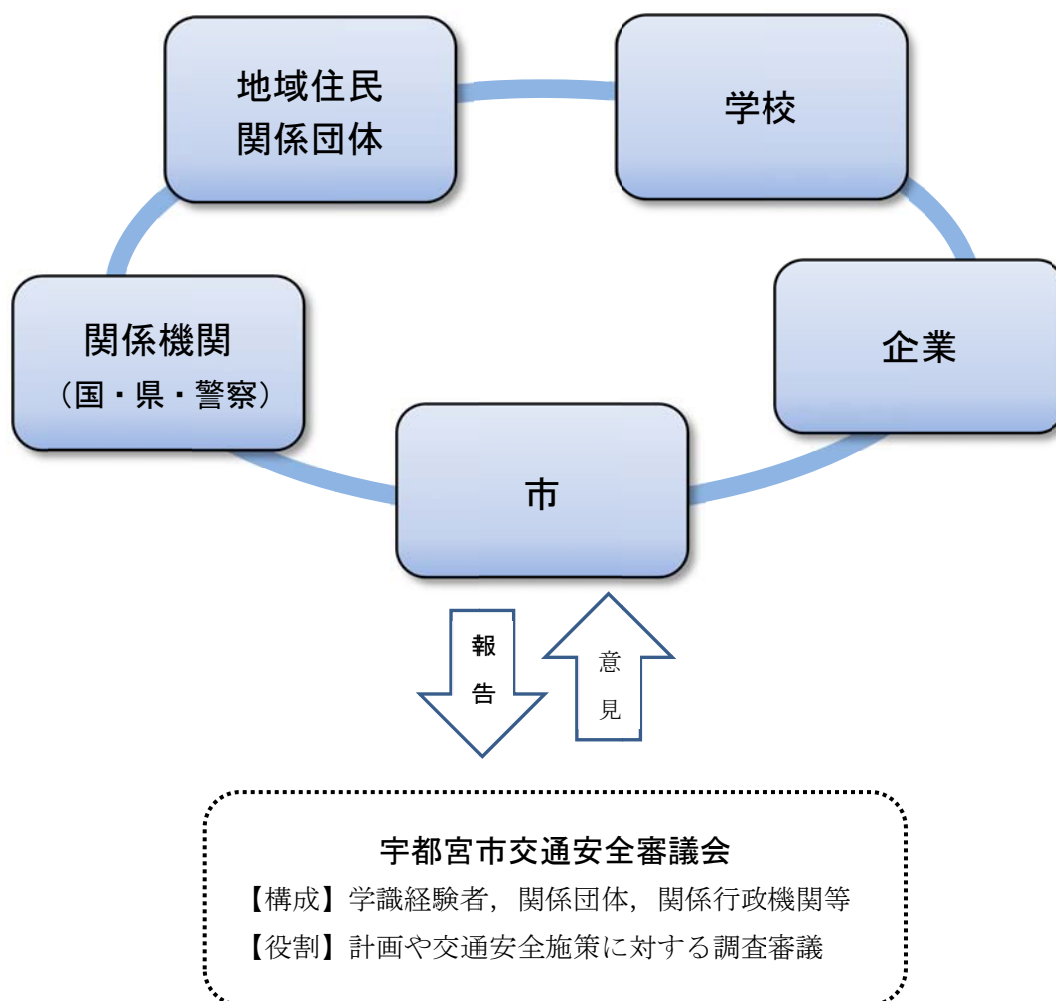 地域住民
関係団体
学校
関係機関
（国・県・警察）
企業
市
報告
意見
宇都宮市交通安全審議会
【構成】学識経験者，関係団体，関係行政機関等
【役割】計画や交通安全施策に対する調査審議